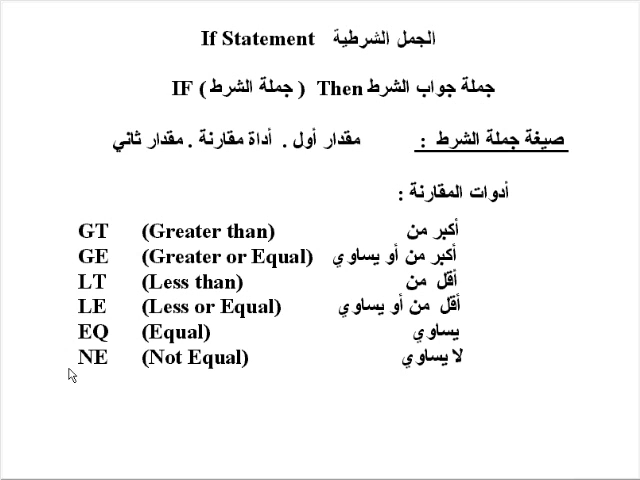 الجمل الشرطية If Statement
IF ( جملة الشرط ) Then جملة جواب الشرط
صيغة جملة الشرط : مقدار أول . أداة مقارنة . مقدار ثاني
أدوات المقارنة :
GT (Greater than) أكبر من
GE (Greater or Equal) أكبر من أو يساوي
LT (Less than) أقل من
LE (Less or Equal) أقل من أو يساوي
EQ (Equal) يساوي
NE (Not Equal) لا يساوي